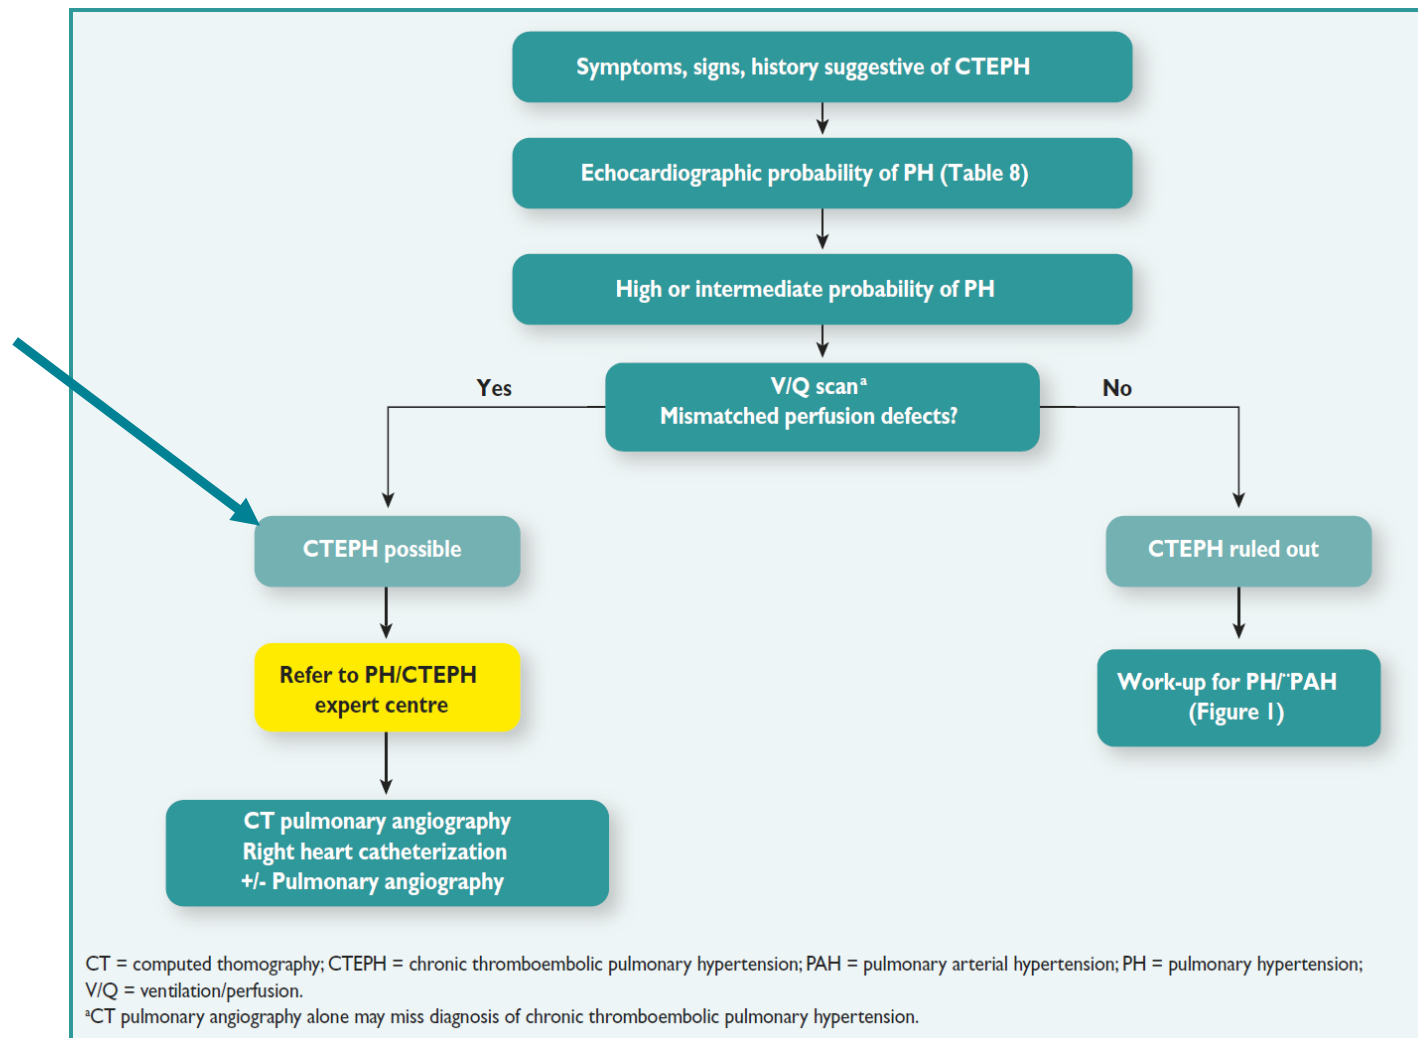 Symptoms, signs, history suggestive of CTEPH
Echocardiographic probability of PH (Table 8)
High or intermediate probability of PH
Yes
V/Q scanᵃ
Mismatched perfusion defects?
No
CTEPH possible
CTEPH ruled out
Refer to PH/CTEPH
expert centre
Work-up for PH/¨PAH
(Figure 1)
CT pulmonary angiography
Right heart catheterization
+/- Pulmonary angiography
CT = computed thomography; CTEPH = chronic thromboembolic pulmonary hypertension; PAH = pulmonary arterial hypertension; PH = pulmonary hypertension;
V/Q = ventilation/perfusion.
ᵃCT pulmonary angiography alone may miss diagnosis of chronic thromboembolic pulmonary hypertension.